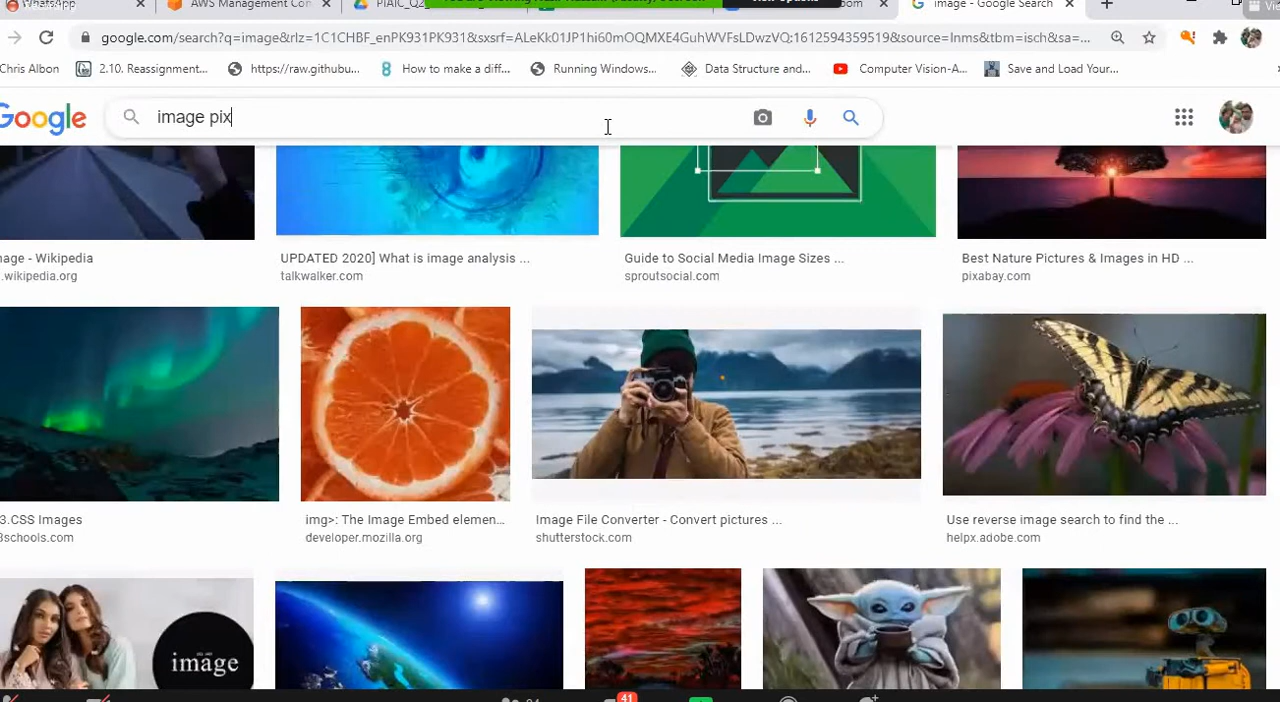 WhatsApp AWS Management Con PIAIC_Q2 image - Google Search
google.com/search?q=image&rlz=1C1CHBF_enPK931PK931&sxsrf=ALeKk01JP1hi60mOQMXE4GuhWVFsLDwzVQ:1612594359519&source=lnms&tbm=isch&sa=...
Chris Albon 2.10. Reassignment... https://raw.githubu... How to make a diff... Running Windows... Data Structure and... Computer Vision-A... Save and Load Your...
Google image pix
mage - Wikipedia UPDATED 2020] What is image analysis ... Guide to Social Media Image Sizes ... Best Nature Pictures & Images in HD ...
.wikipedia.org talkwalker.com sproutsocial.com pixabay.com
3.CSS Images img>: The Image Embed elemen... Image File Converter - Convert pictures ... Use reverse image search to find the ...
3schools.com developer.mozilla.org shutterstock.com helpx.adobe.com
image
41